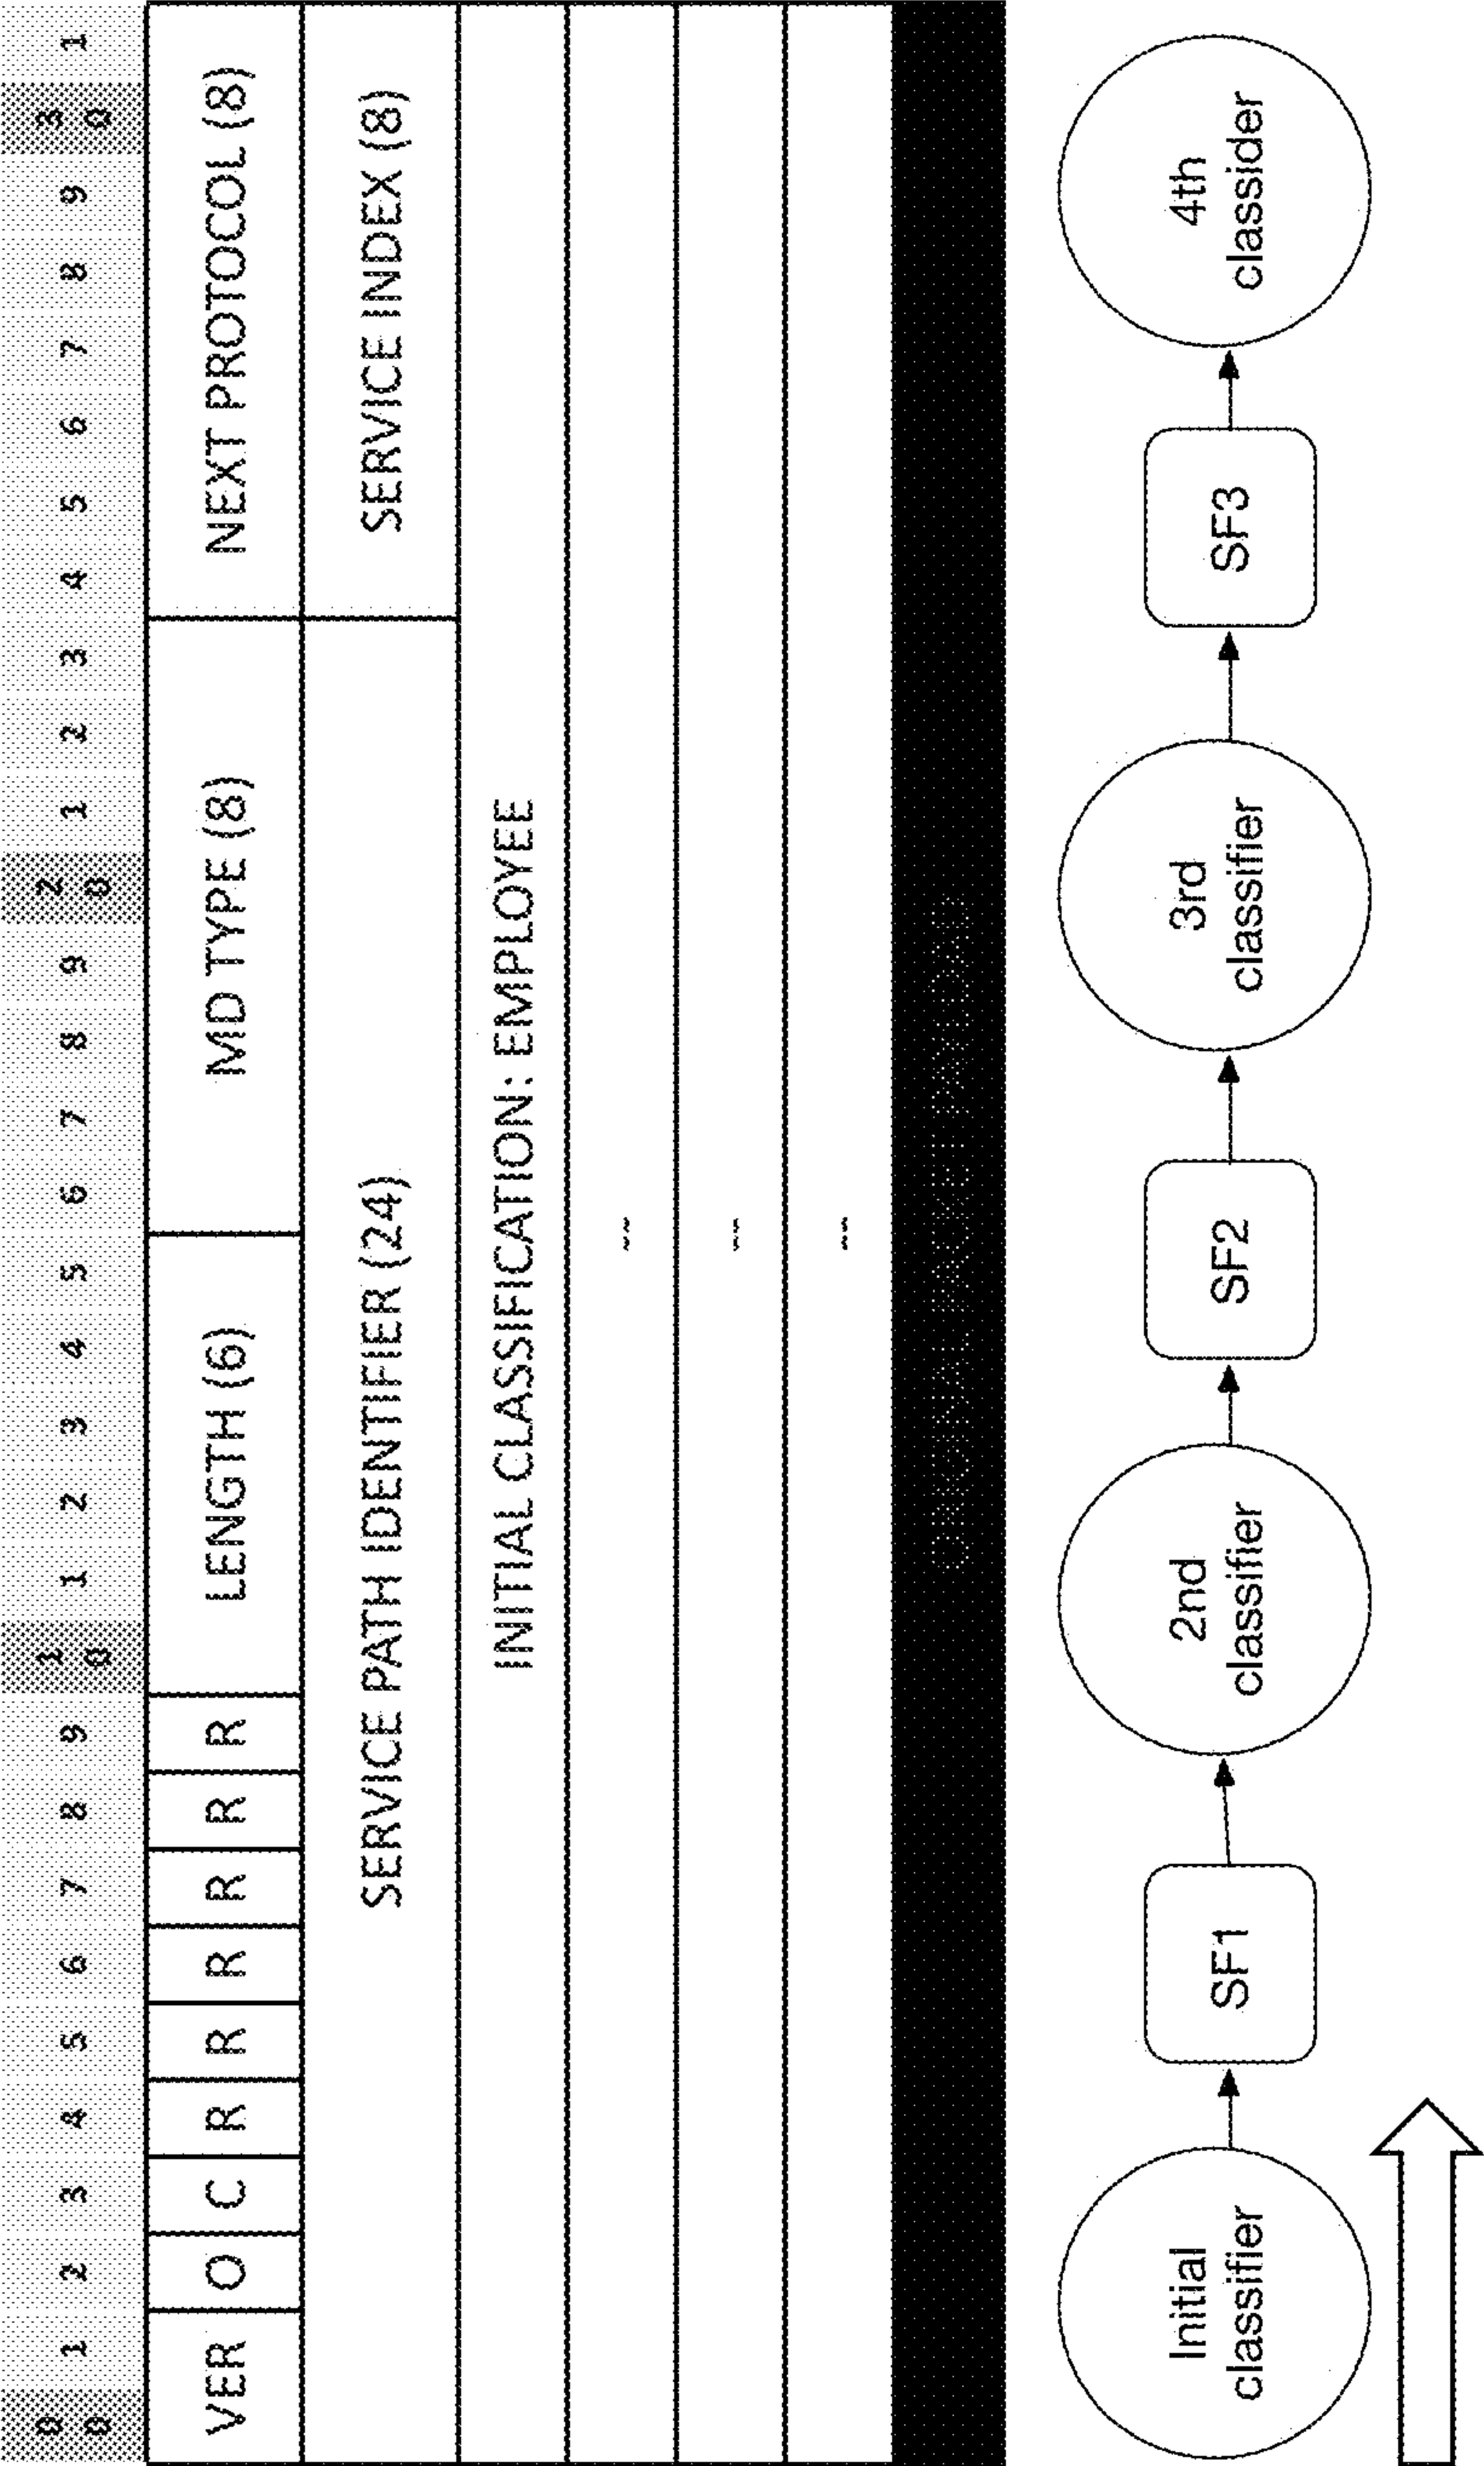 0 1 2 3
0 1 2 3 4 5 6 7 8 9 0 1 2 3 4 5 6 7 8 9 0 1 2 3 4 5 6 7 8 9 0 1
VER O C R R R R R R LENGTH (6) MD TYPE (8) NEXT PROTOCOL (8)
SERVICE PATH IDENTIFIER (24) SERVICE INDEX (8)
INITIAL CLASSIFICATION: EMPLOYEE
--
--
--
ORIGINAL PACKET PAYLOAD
Initial
classifier
SF1
2nd
classifier
SF2
3rd
classifier
SF3
4th
classider